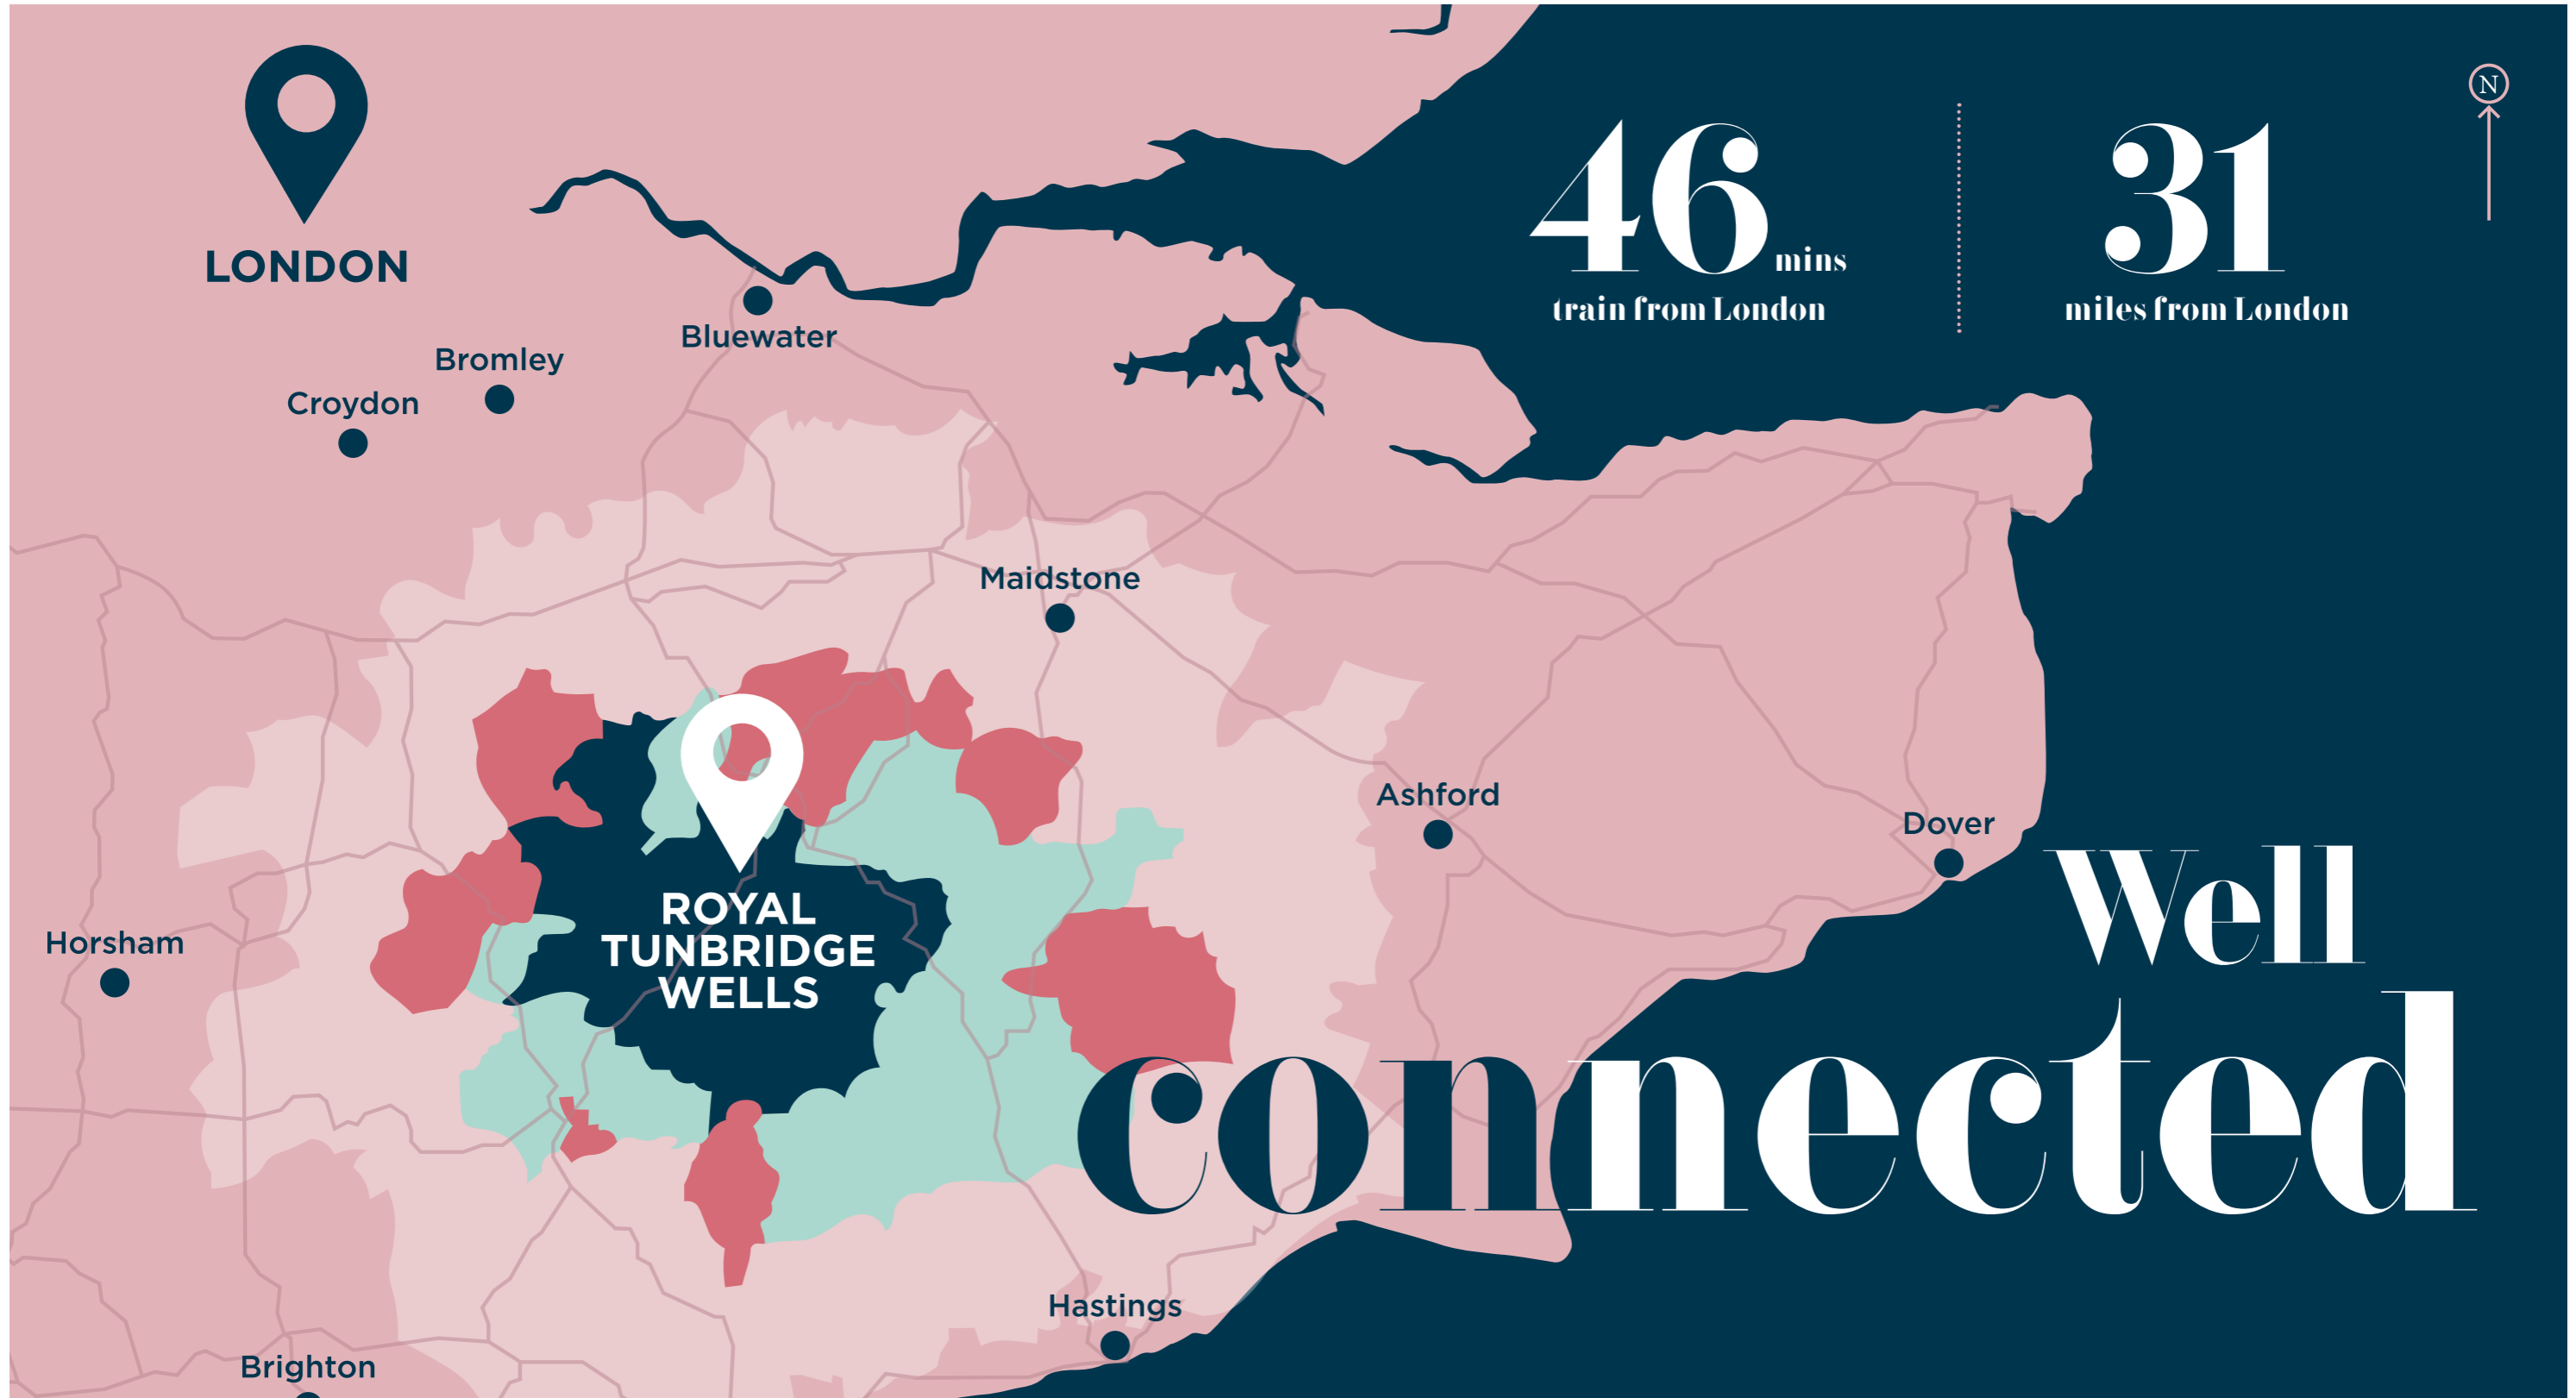 N
46
mins
train from London
31
miles from London
LONDON
Bluewater
Bromley
Croydon
Maidstone
Ashford
Dover
Well
connected
ROYAL
TUNBRIDGE
WELLS
Horsham
Hastings
Brighton